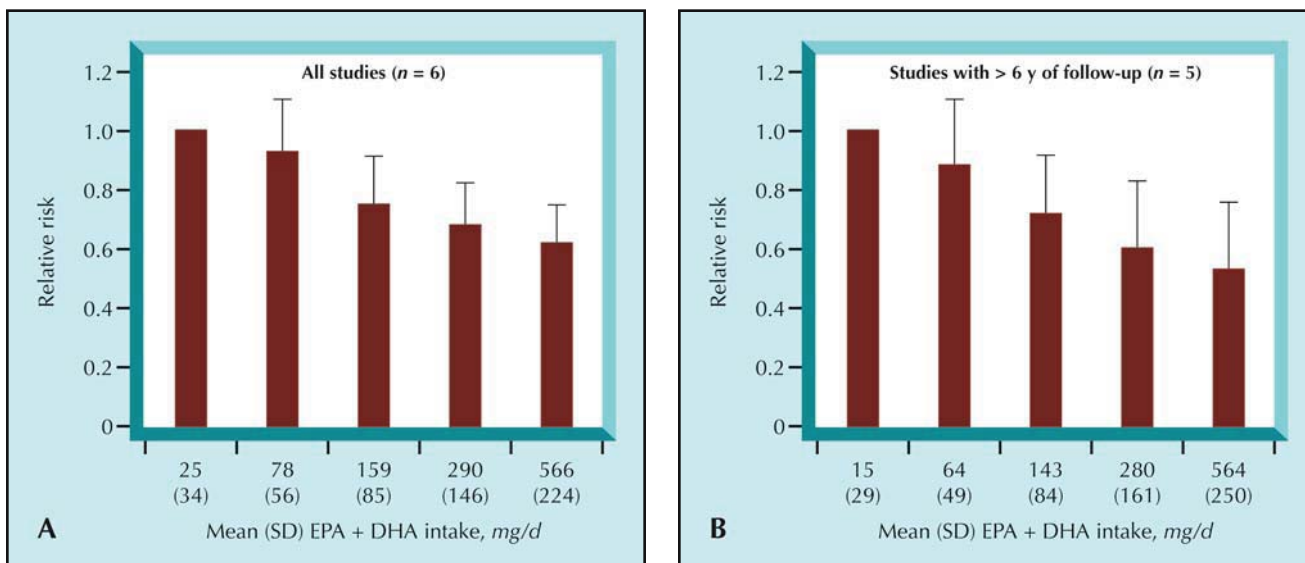 All studies (n = 6)
1.2
1.0
0.8
0.6
0.4
0.2
0
Relative risk
25 78 159 290 566
(34) (56) (85) (146) (224)
A Mean (SD) EPA + DHA intake, mg/d
Studies with > 6 y of follow-up (n = 5)
1.2
1.0
0.8
0.6
0.4
0.2
0
Relative risk
15 64 143 280 564
(29) (49) (84) (161) (250)
B Mean (SD) EPA + DHA intake, mg/d